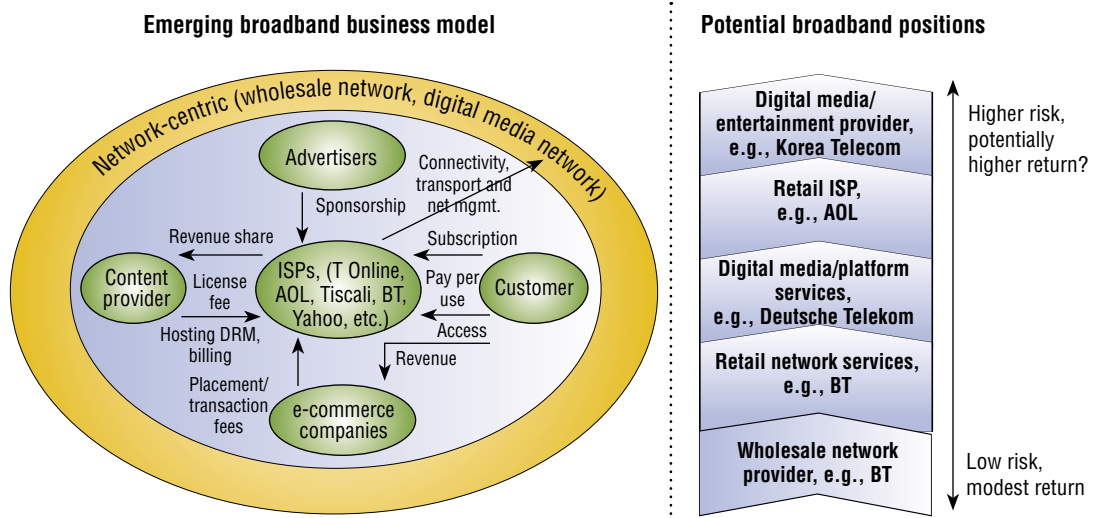 Emerging broadband business model
Network-centric (wholesale network, digital media network)
Advertisers
Connectivity,
transport and
net mgmt.
Sponsorship
Revenue share
Subscription
Content
provider
License
fee
ISPs, (T Online,
AOL, Tiscali, BT,
Yahoo, etc.)
Pay per
use
Customer
Hosting DRM,
billing
Access
Revenue
Placement/
transaction
fees
e-commerce
companies
Potential broadband positions
Digital media/
entertainment provider,
e.g., Korea Telecom
Retail ISP,
e.g., AOL
Digital media/platform
services,
e.g., Deutsche Telekom
Retail network services,
e.g., BT
Wholesale network
provider, e.g., BT
Higher risk,
potentially
higher return?
Low risk,
modest return